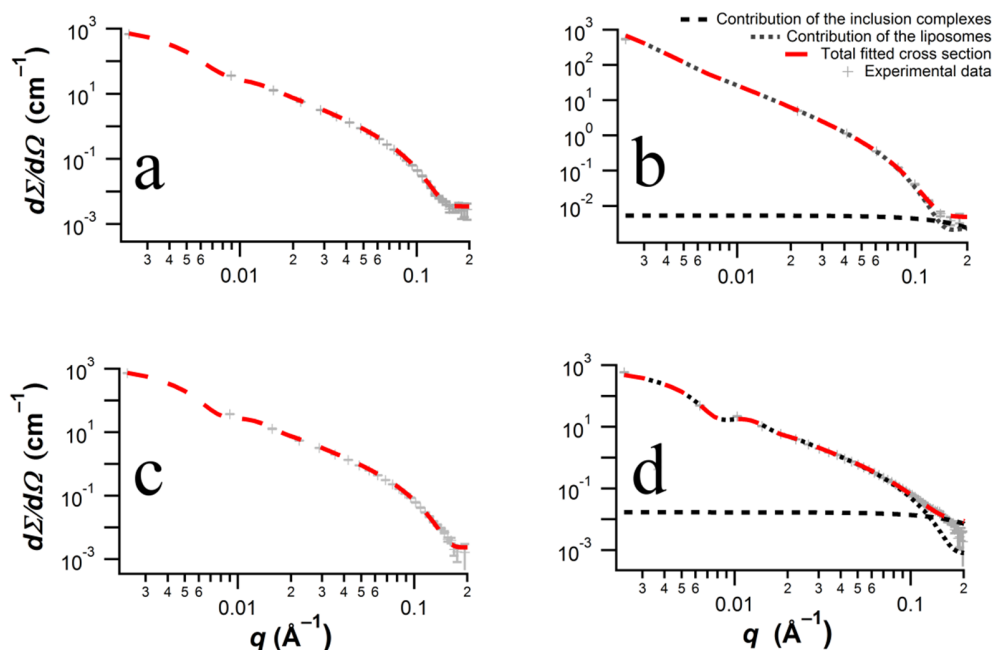 Contribution of the inclusion complexes
Contribution of the liposomes
Total fitted cross section
Experimental data
dΣ/dΩ (cm⁻¹)
10³
10¹
10⁻¹
10⁻³
a
3 4 5 6 0.01 2 3 4 5 6 0.1 2
10³
10²
10¹
10⁰
10⁻¹
10⁻²
b
3 4 5 6 0.01 2 3 4 5 6 0.1 2
dΣ/dΩ (cm⁻¹)
10³
10¹
10⁻¹
10⁻³
c
3 4 5 6 0.01 2 3 4 5 6 0.1 2
q (Å⁻¹)
10³
10¹
10⁻¹
10⁻³
d
3 4 5 6 0.01 2 3 4 5 6 0.1 2
q (Å⁻¹)